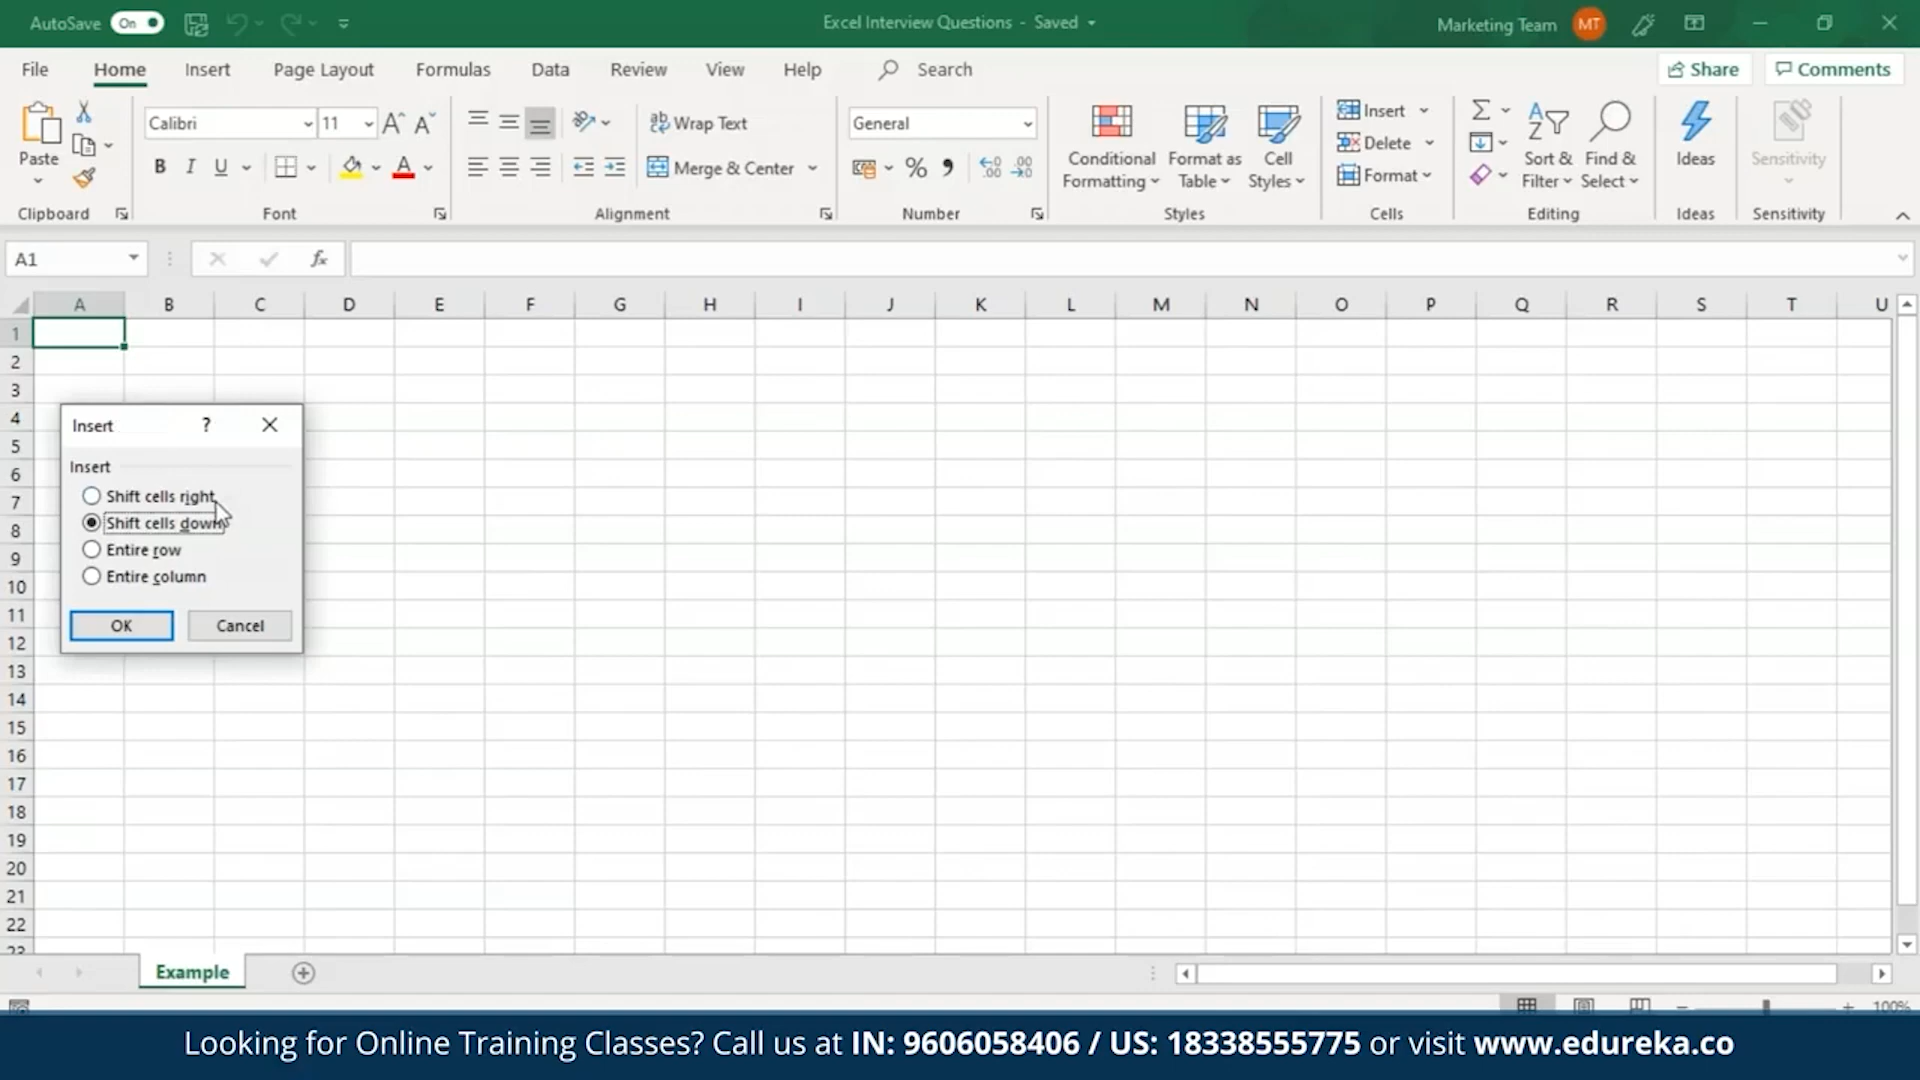 AutoSave On Excel Interview Questions - Saved Marketing Team MT
File Home Insert Page Layout Formulas Data Review View Help Search Share Comments
Paste
Clipboard
Calibri 11
B I U A
Font
Wrap Text
Merge & Center
Alignment
General
% 9
Number
Conditional Formatting
Format as Table
Cell Styles
Styles
Insert
Delete
Format
Cells
Sort & Filter
Find & Select
Editing
Ideas
Ideas
Sensitivity
Sensitivity
A1 fx
A B C D E F G H I J K L M N O P Q R S T U
1
2
3
4
5
6
7
8
9
10
11
12
13
14
15
16
17
18
19
20
21
22
23
Insert ? X
Insert
Shift cells right
Shift cells down
Entire row
Entire column
OK Cancel
Example
100%
Looking for Online Training Classes? Call us at IN: 9606058406 / US: 18338555775 or visit www.edureka.co